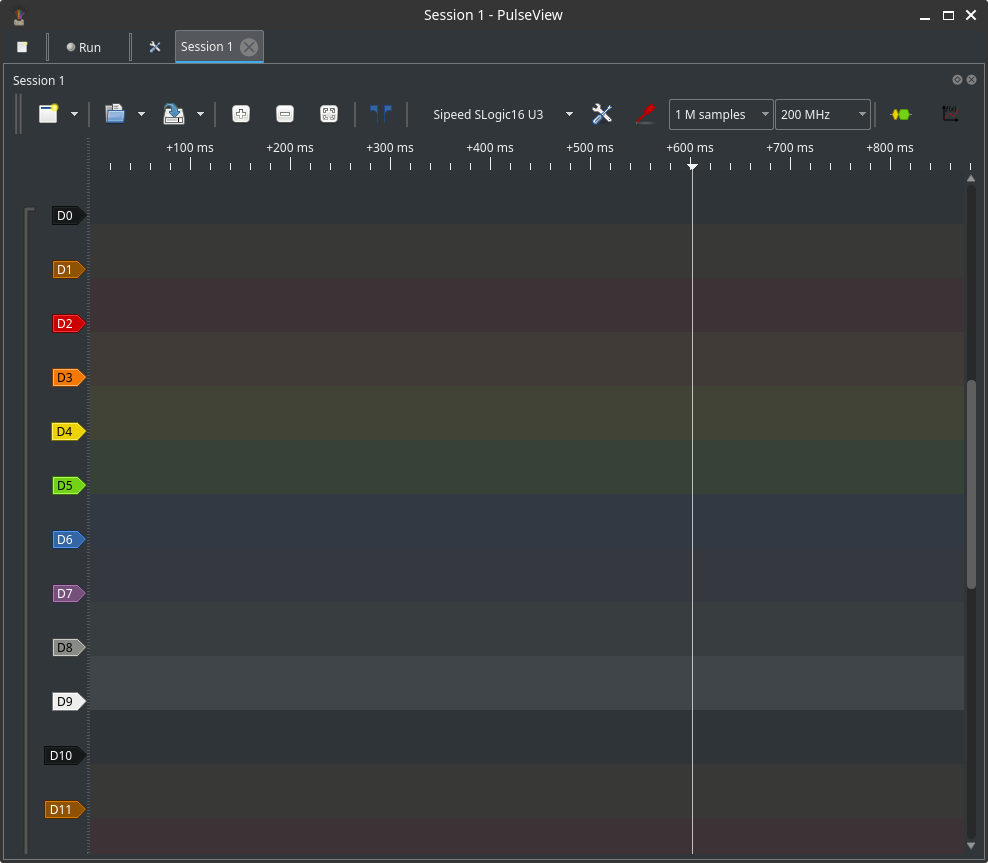 Session 1 - PulseView
Run
Session 1
Session 1
Sipeed SLogic16 U3
1 M samples
200 MHz
+100 ms +200 ms +300 ms +400 ms +500 ms +600 ms +700 ms +800 ms
D0
D1
D2
D3
D4
D5
D6
D7
D8
D9
D10
D11